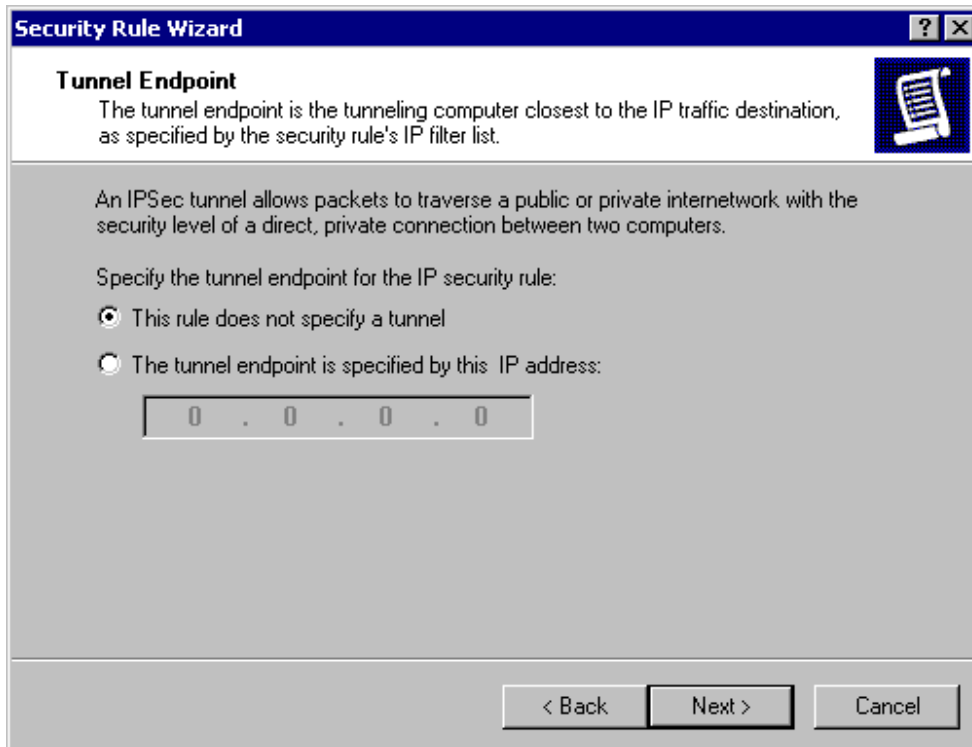 Security Rule Wizard
Tunnel Endpoint
The tunnel endpoint is the tunneling computer closest to the IP traffic destination,
as specified by the security rule's IP filter list.
An IPSec tunnel allows packets to traverse a public or private internetwork with the
security level of a direct, private connection between two computers.
Specify the tunnel endpoint for the IP security rule:
This rule does not specify a tunnel
The tunnel endpoint is specified by this  IP address:
0 . 0 . 0 . 0
< Back Next > Cancel